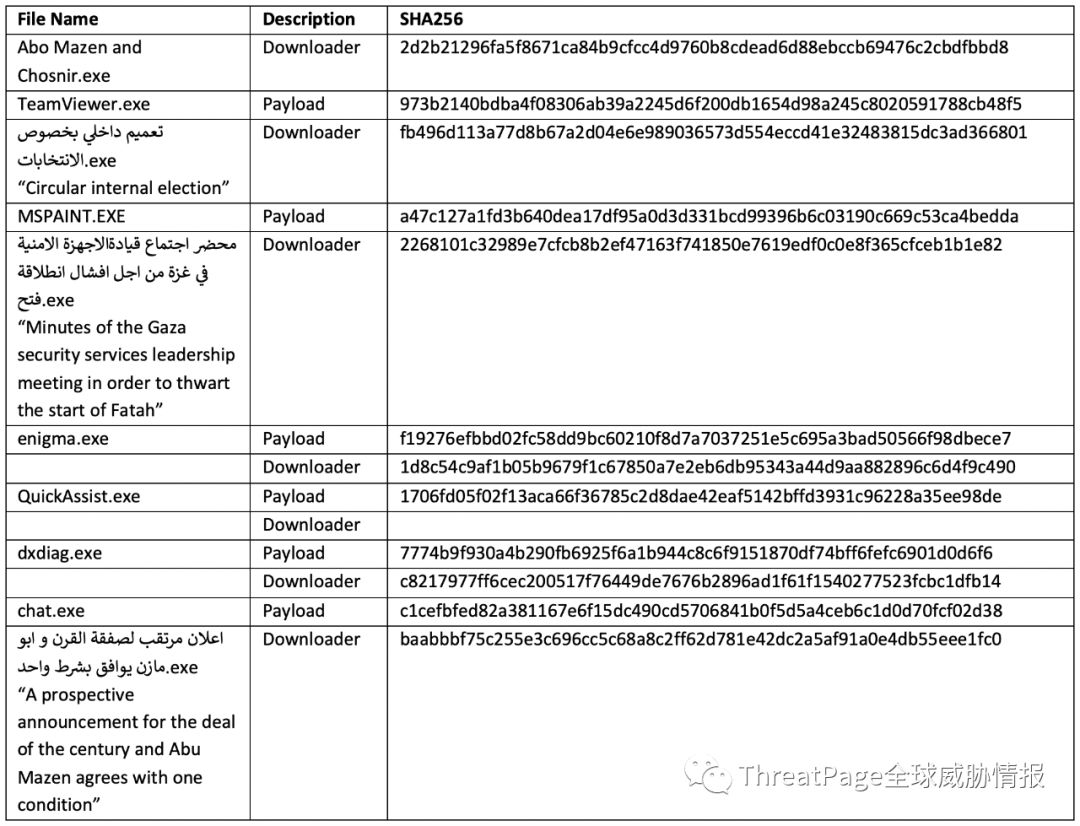 File Name Description SHA256
Abo Mazen and Downloader 2d2b21296fa5f8671ca84b9cfcc4d9760b8cdead6d88ebccb69476c2cbdfbbd8
Chosnir.exe
TeamViewer.exe Payload 973b2140bdba4f08306ab39a2245d6f200db1654d98a245c8020591788cb48f5
تعميم داخلي بخصوص Downloader fb496d113a77d8b67a2d04e6e989036573d554eccd41e32483815dc3ad366801
الانتخابات.exe
“Circular internal election”
MSPAINT.EXE Payload a47c127a1fd3b640dea17df95a0d3d331bcd99396b6c03190c669c53ca4bedda
محضر اجتماع قيادةالاجهزة الامنية Downloader 2268101c32989e7cfcb8b2ef47163f741850e7619edf0c0e8f365cfceb1b1e82
في غزة من اجل افشال انطلاقة
فتح.exe
“Minutes of the Gaza
security services leadership
meeting in order to thwart
the start of Fatah”
enigma.exe Payload f19276efbbd02fc58dd9bc60210f8d7a7037251e5c695a3bad50566f98dbece7
Downloader 1d8c54c9af1b05b9679f1c67850a7e2eb6db95343a44d9aa882896c6d4f9c490
QuickAssist.exe Payload 1706fd05f02f13aca66f36785c2d8dae42eaf5142bffd3931c96228a35ee98de
Downloader
dxdiag.exe Payload 7774b9f930a4b290fb6925f6a1b944c8c6f9151870df74bff6fefc6901d0d6f6
Downloader c8217977ff6cec200517f76449de7676b2896ad1f61f1540277523fcbc1dfb14
chat.exe Payload c1cefbfed82a381167e6f15dc490cd5706841b0f5d5a4ceb6c1d0d70fcf02d38
اعلان مرتقب لصفقة القرن و ابو Downloader baabbbf75c255e3c696cc5c68a8c2ff62d781e42dc2a5af91a0e4db55eee1fc0
مازن يوافق بشرط واحد.exe
“A prospective
announcement for the deal
of the century and Abu
Mazen agrees with one
condition”
ThreatPage全球威胁情报